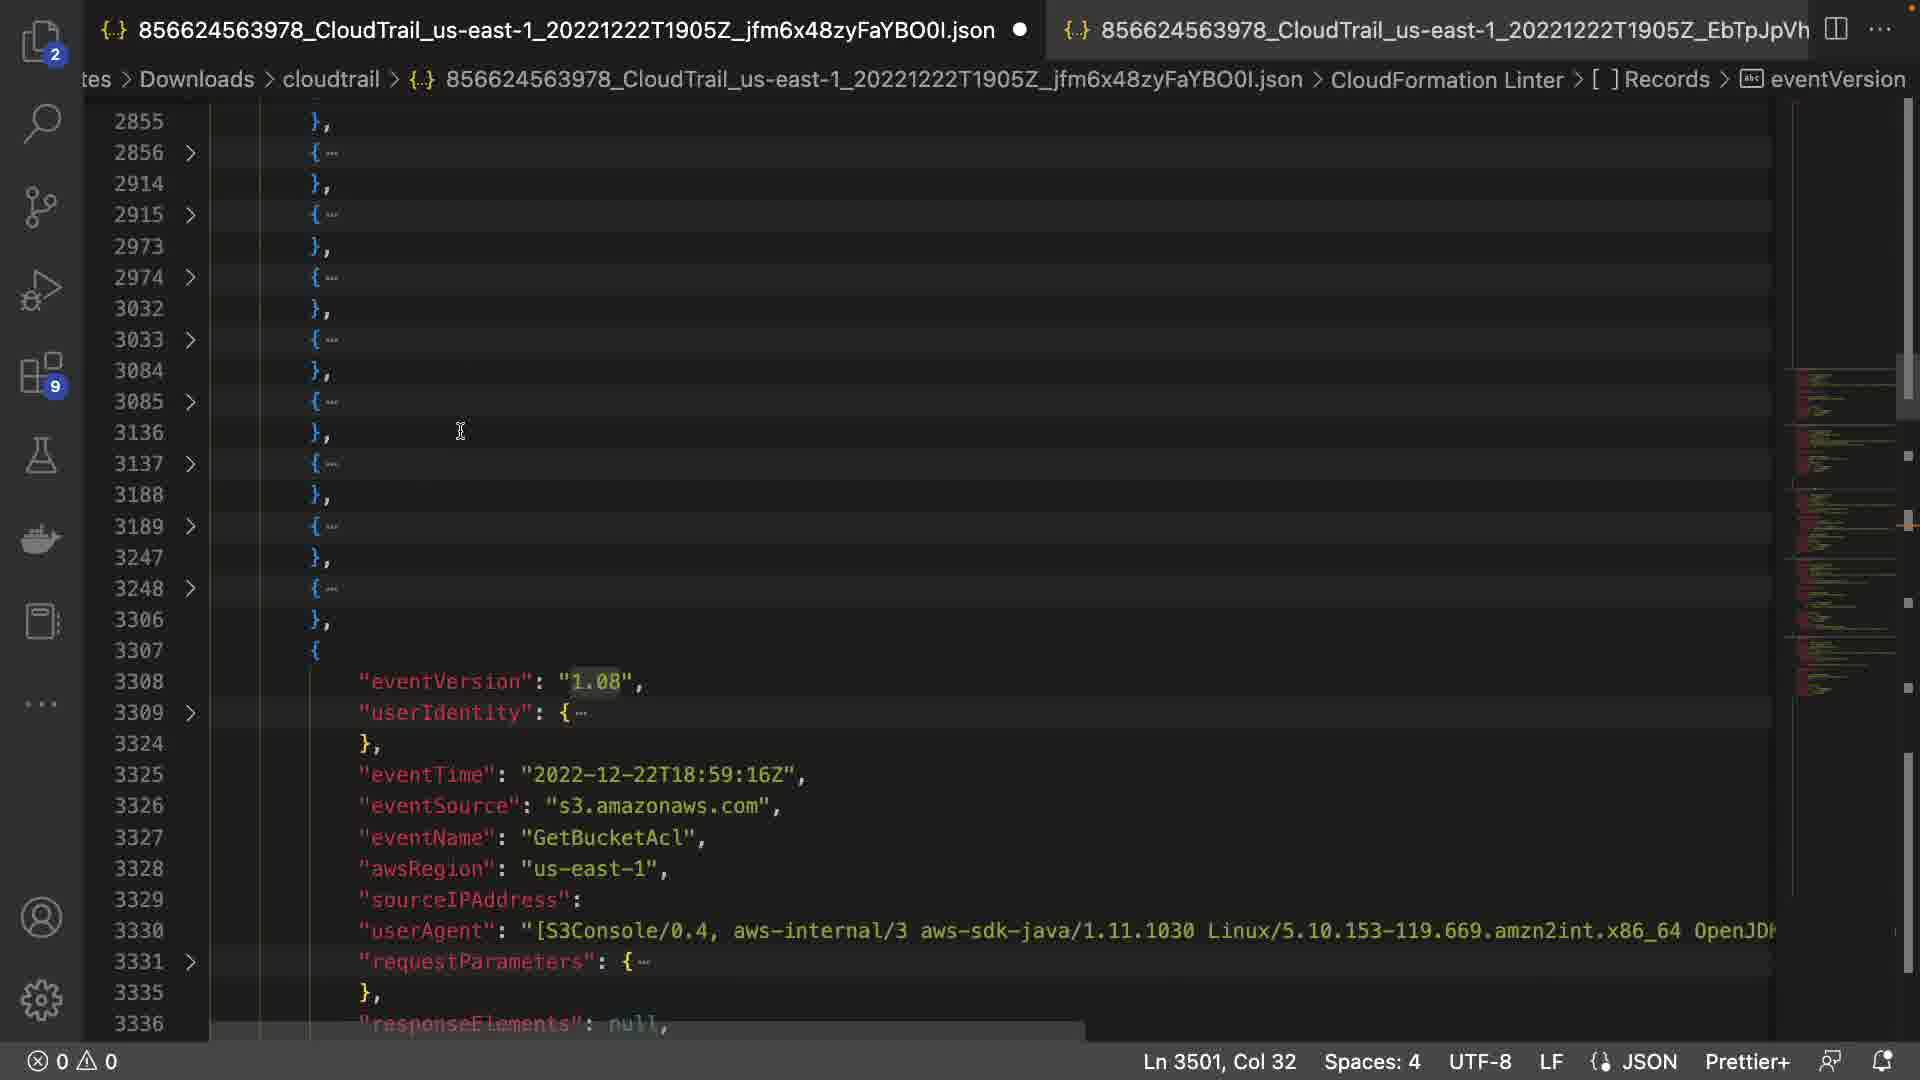 {..} 856624563978_CloudTrail_us-east-1_20221222T1905Z_jfm6x48zyFaYBO0I.json ● {..} 856624563978_CloudTrail_us-east-1_20221222T1905Z_EbTpJpVh
tes > Downloads > cloudtrail > {..} 856624563978_CloudTrail_us-east-1_20221222T1905Z_jfm6x48zyFaYBO0I.json > CloudFormation Linter > [ ] Records > abc eventVersion
2
9
2855 },
2856 > {⋯
2914 },
2915 > {⋯
2973 },
2974 > {⋯
3032 },
3033 > {⋯
3084 },
3085 > {⋯
3136 },
3137 > {⋯
3188 },
3189 > {⋯
3247 },
3248 > {⋯
3306 },
3307 {
3308 "eventVersion": "1.08",
3309 > "userIdentity": {⋯
3324 },
3325 "eventTime": "2022-12-22T18:59:16Z",
3326 "eventSource": "s3.amazonaws.com",
3327 "eventName": "GetBucketAcl",
3328 "awsRegion": "us-east-1",
3329 "sourceIPAddress":
3330 "userAgent": "[S3Console/0.4, aws-internal/3 aws-sdk-java/1.11.1030 Linux/5.10.153-119.669.amzn2int.x86_64 OpenJDK
3331 > "requestParameters": {⋯
3335 },
3336 "responseElements": null,
0 0 Ln 3501, Col 32 Spaces: 4 UTF-8 LF {} JSON Prettier+